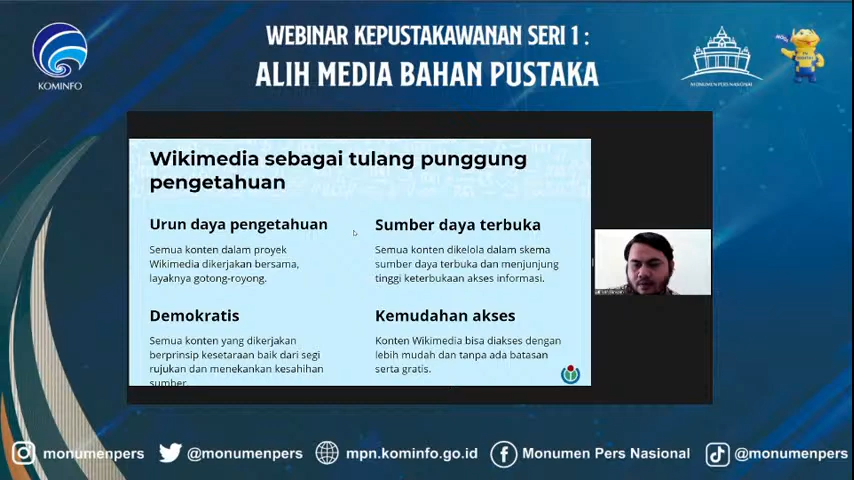 WEBINAR KEPUSTAKAWANAN SERI 1 :
ALIH MEDIA BAHAN PUSTAKA
KOMINFO
MONUMEN PERS NASIONAL
Wikimedia sebagai tulang punggung
pengetahuan
Urun daya pengetahuan
Semua konten dalam proyek
Wikimedia dikerjakan bersama,
layaknya gotong-royong.
Sumber daya terbuka
Semua konten dikelola dalam skema
sumber daya terbuka dan menjunjung
tinggi keterbukaan akses informasi.
Demokratis
Semua konten yang dikerjakan
berprinsip kesetaraan baik dari segi
rujukan dan menekankan kesahihan
sumber.
Kemudahan akses
Konten Wikimedia bisa diakses dengan
lebih mudah dan tanpa ada batasan
serta gratis.
monumenpers
@monumenpers
mpn.kominfo.go.id
Monumen Pers Nasional
@monumenpers